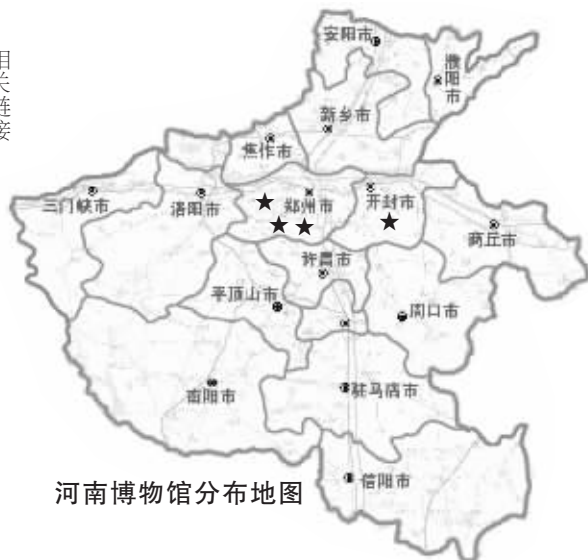 相关链接
安阳市
濮阳市
新乡市
焦作市
三门峡市
洛阳市
郑州市
开封市
商丘市
许昌市
平顶山市
周口市
南阳市
驻马店市
信阳市
河南博物馆分布地图